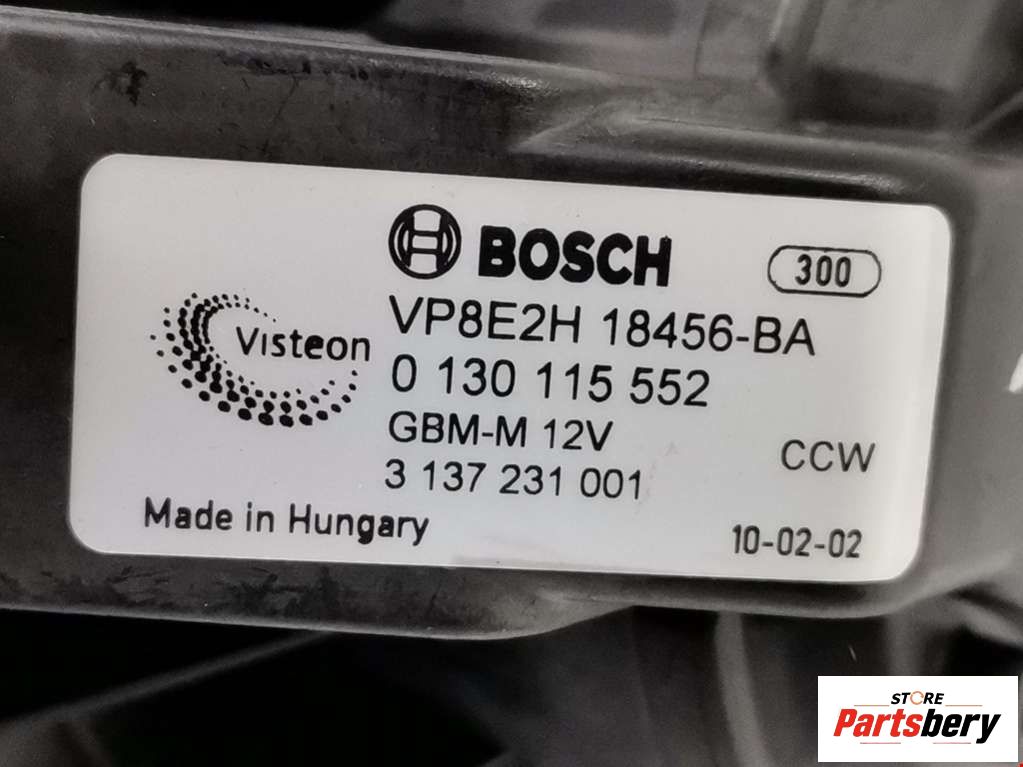 BOSCH
300
VP8E2H 18456-BA
Visteon
0 130 115 552
GBM-M 12V
CCW
3 137 231 001
Made in Hungary
10-02-02
STORE
Partsbery